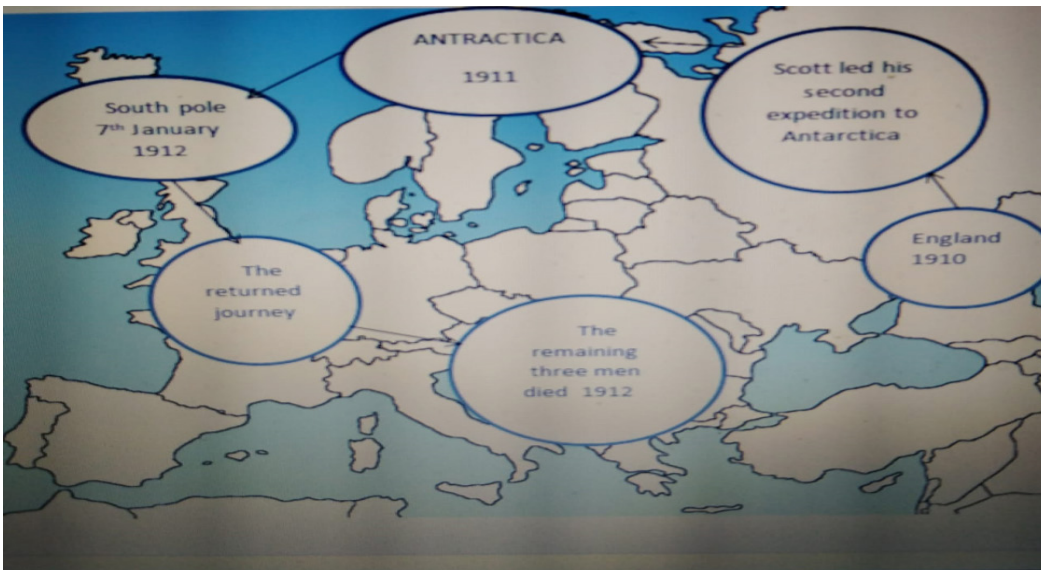 ANTRACTICA
1911
Scott led his
second
expedition to
Antarctica
South pole
7th January
1912
England
1910
The
returned
journey
The
remaining
three men
died 1912